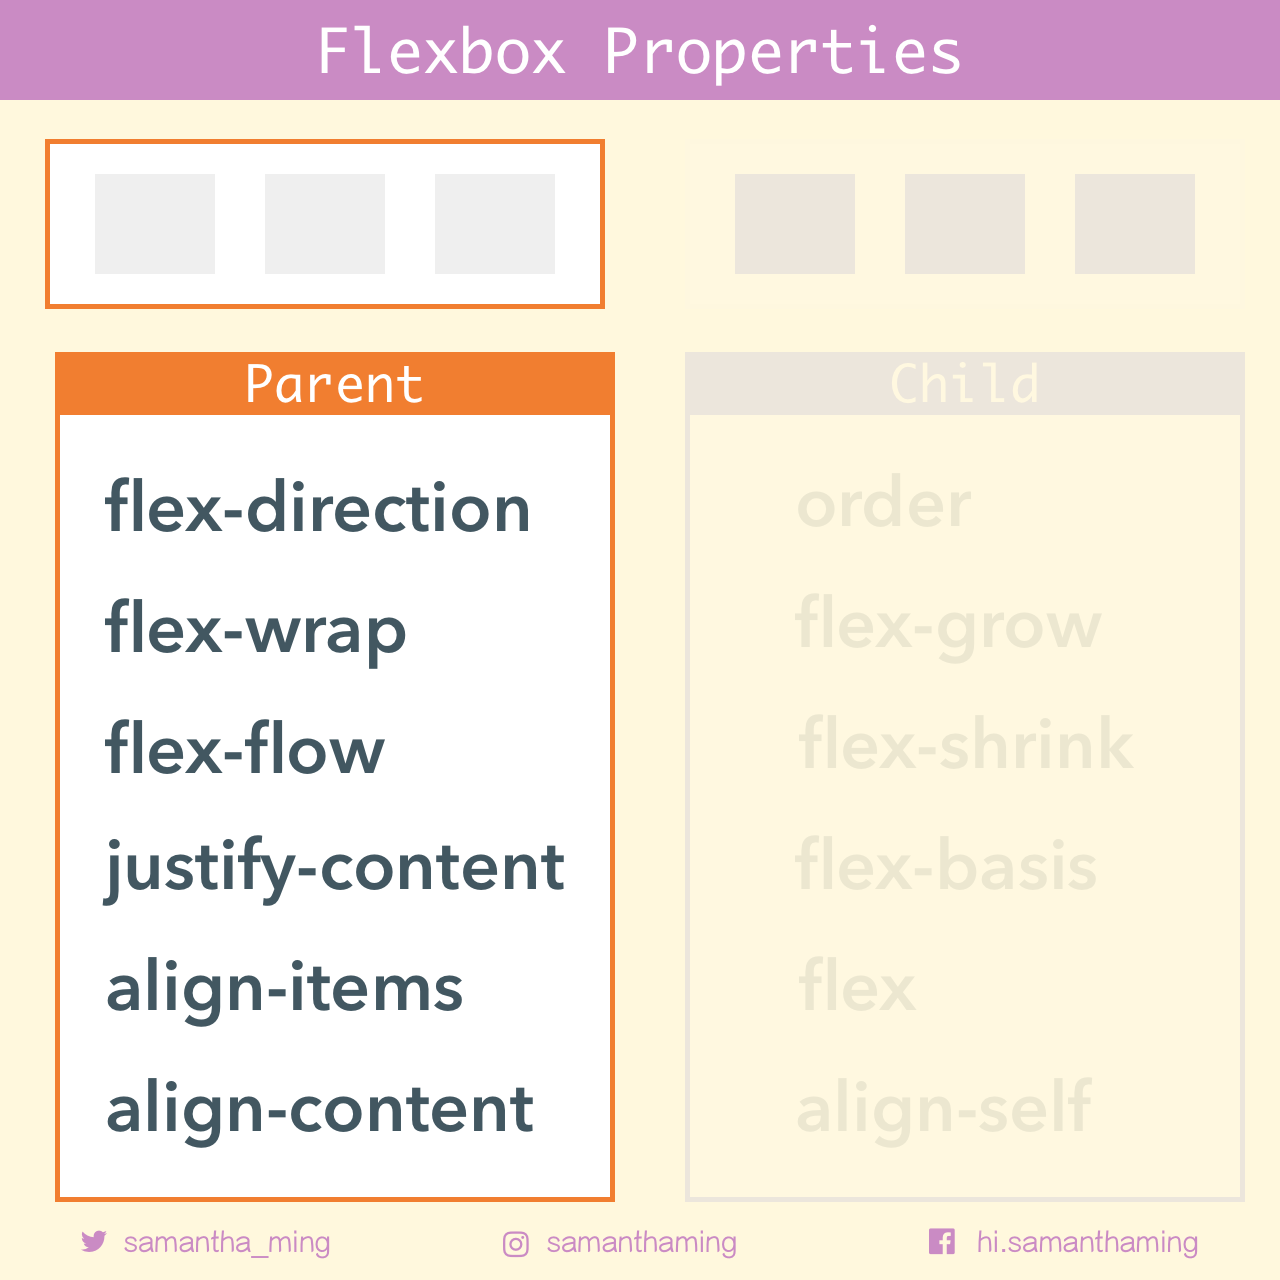 Flexbox Properties
Parent
flex-direction
flex-wrap
flex-flow
justify-content
align-items
align-content
Child
order
flex-grow
flex-shrink
flex-basis
flex
align-self
samantha_ming
samanthaming
hi.samanthaming